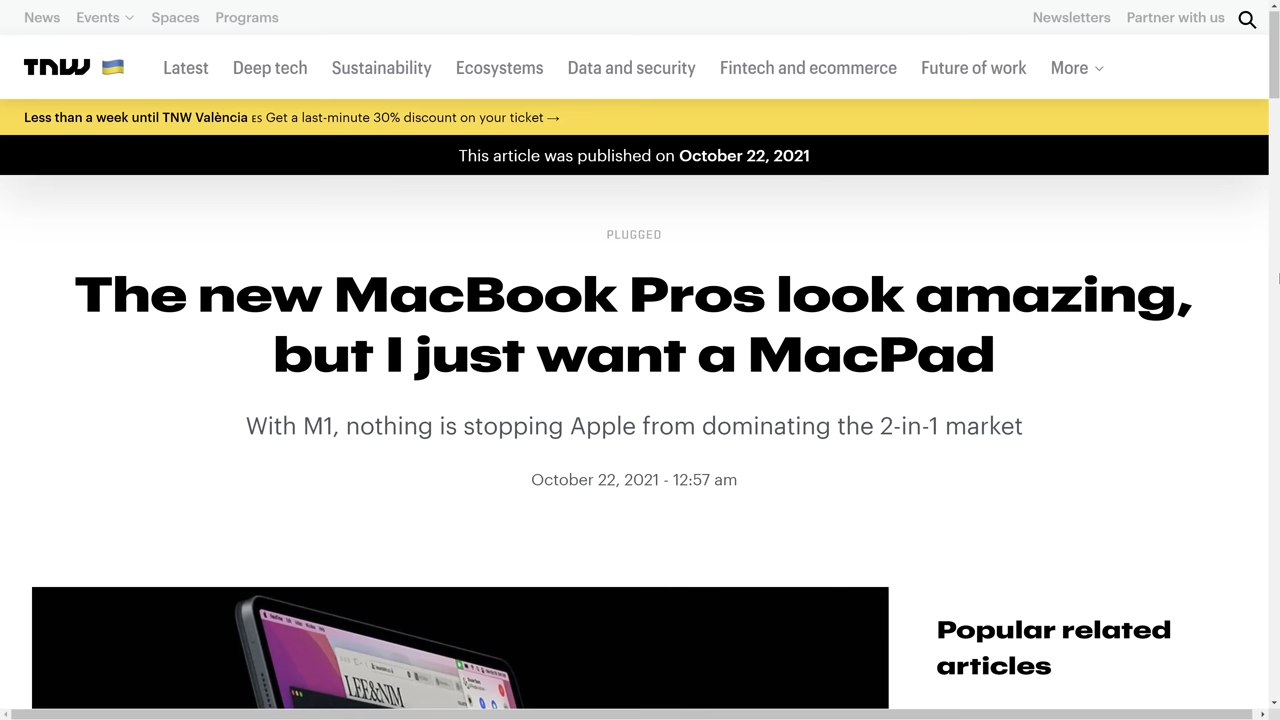 News Events Spaces Programs Newsletters Partner with us
TNW Latest Deep tech Sustainability Ecosystems Data and security Fintech and ecommerce Future of work More
Less than a week until TNW València ES Get a last-minute 30% discount on your ticket →
This article was published on October 22, 2021
PLUGGED
The new MacBook Pros look amazing,
but I just want a MacPad
With M1, nothing is stopping Apple from dominating the 2-in-1 market
October 22, 2021 - 12:57 am
Popular related
articles
LEE&NIM